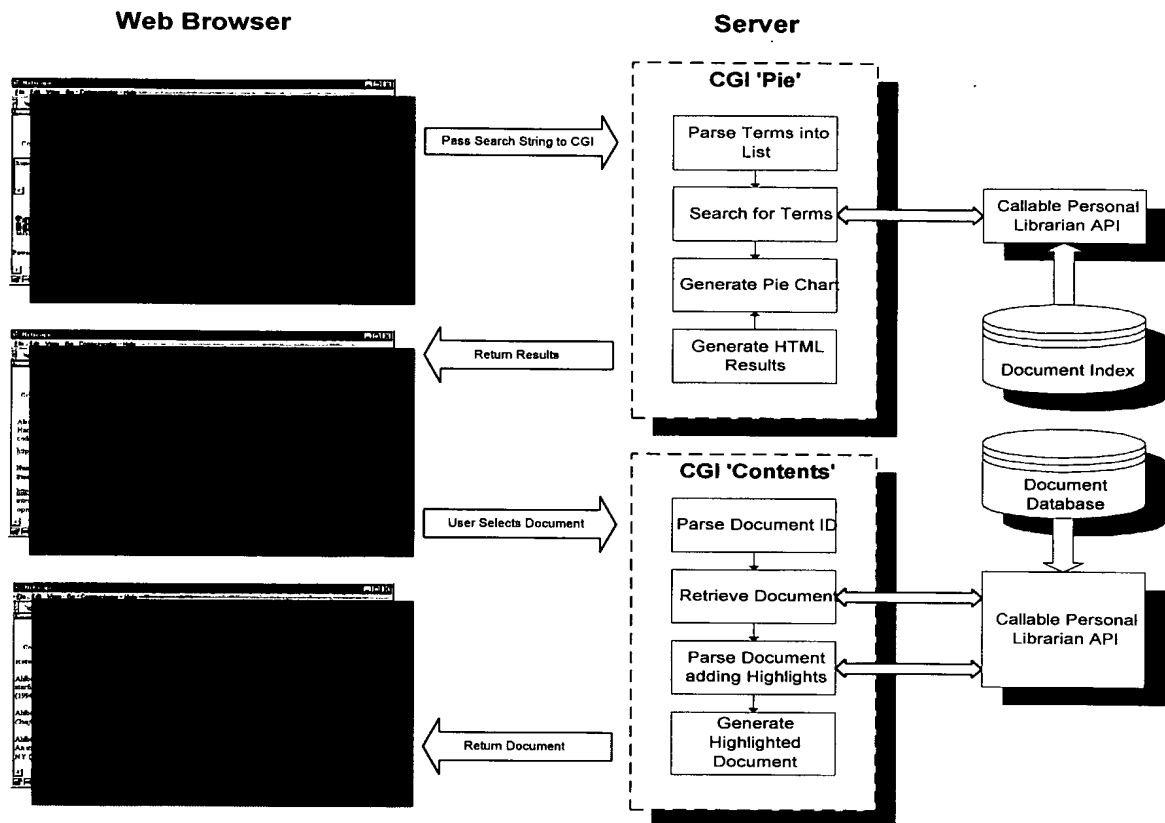 Web Browser
Server
CGI 'Pie'
Pass Search String to CGI
Parse Terms into
List
Search for Terms
Callable Personal
Librarian API
Generate Pie Chart
Return Results
Generate HTML
Results
Document Index
CGI 'Contents'
Document
Database
User Selects Document
Parse Document ID
Retrieve Document
Callable Personal
Librarian API
Parse Document
adding Highlights
Return Document
Generate
Highlighted
Document